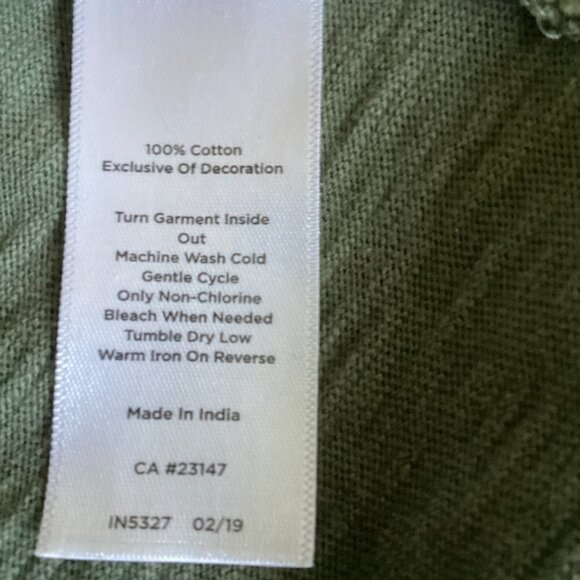 100% Cotton
Exclusive Of Decoration
Turn Garment Inside
Out
Machine Wash Cold
Gentle Cycle
Only Non-Chlorine
Bleach When Needed
Tumble Dry Low
Warm Iron On Reverse
Made In India
CA #23147
IN5327 02/19